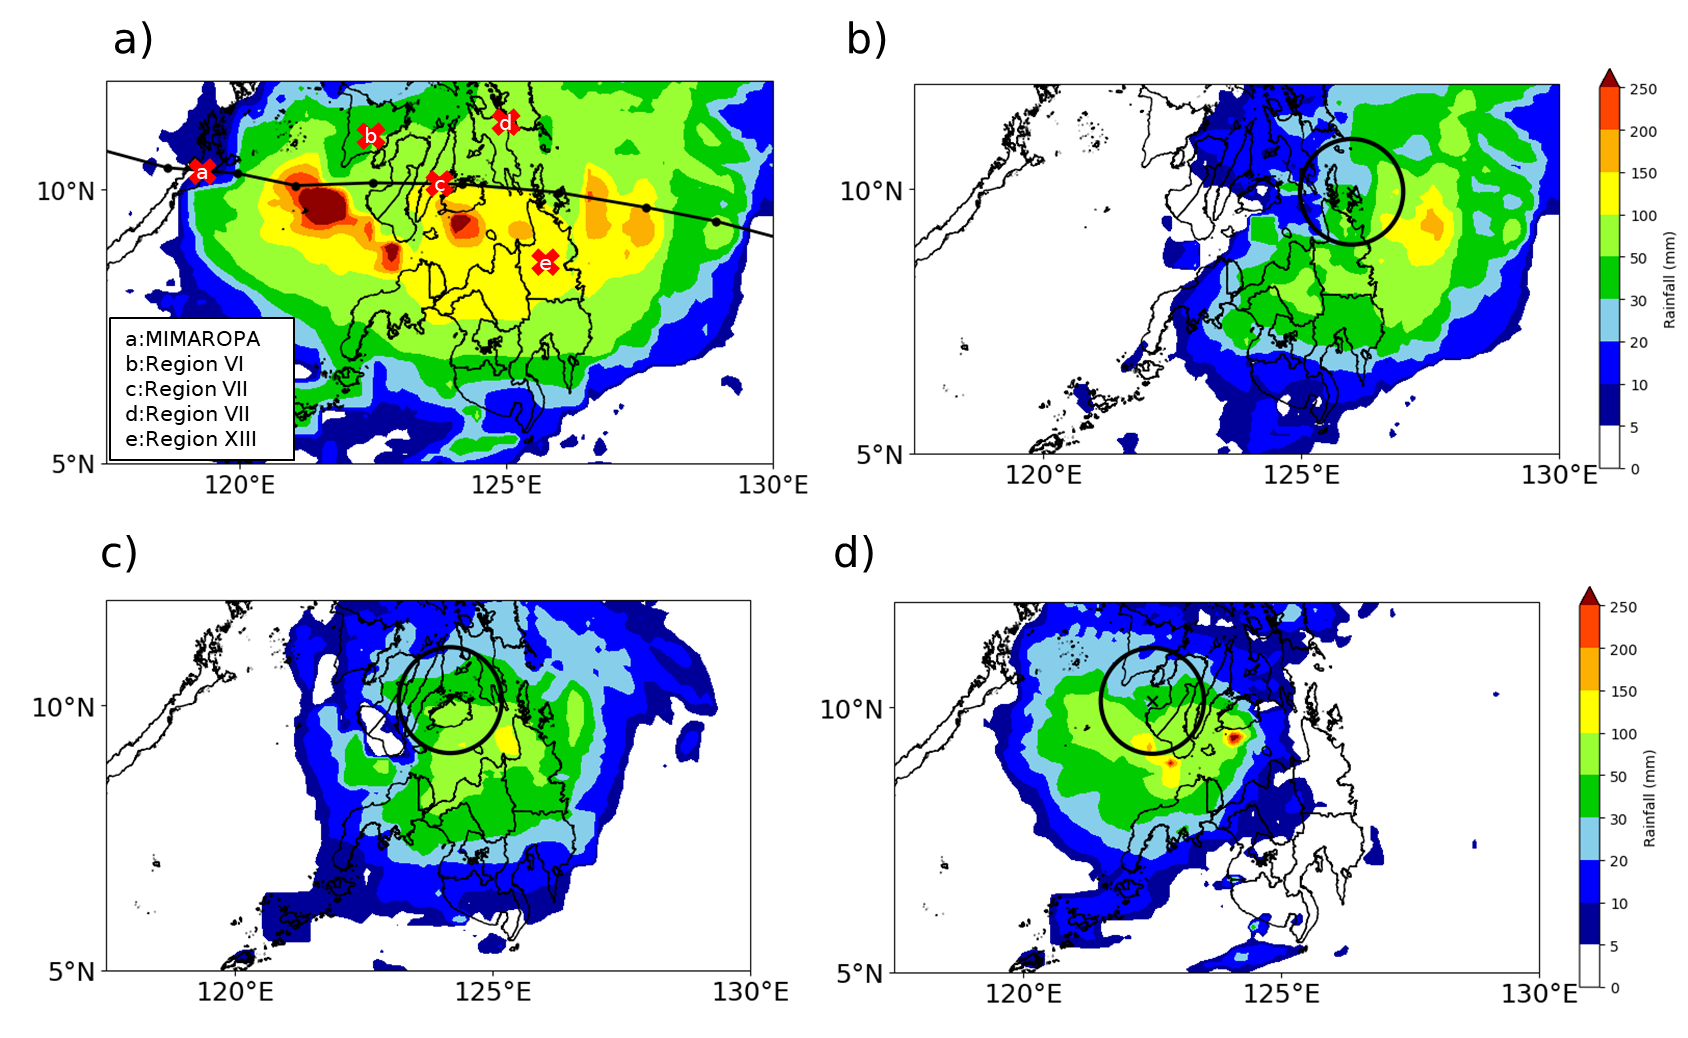 a)
b)
a
b
c
d
e
10°N
5°N
120°E
125°E
130°E
a:MIMAROPA
b:Region VI
c:Region VII
d:Region VII
e:Region XIII
10°N
5°N
120°E
125°E
130°E
250
200
150
100
50
30
20
10
5
0
Rainfall (mm)
c)
d)
10°N
5°N
120°E
125°E
130°E
10°N
5°N
120°E
125°E
130°E
250
200
150
100
50
30
20
10
5
0
Rainfall (mm)